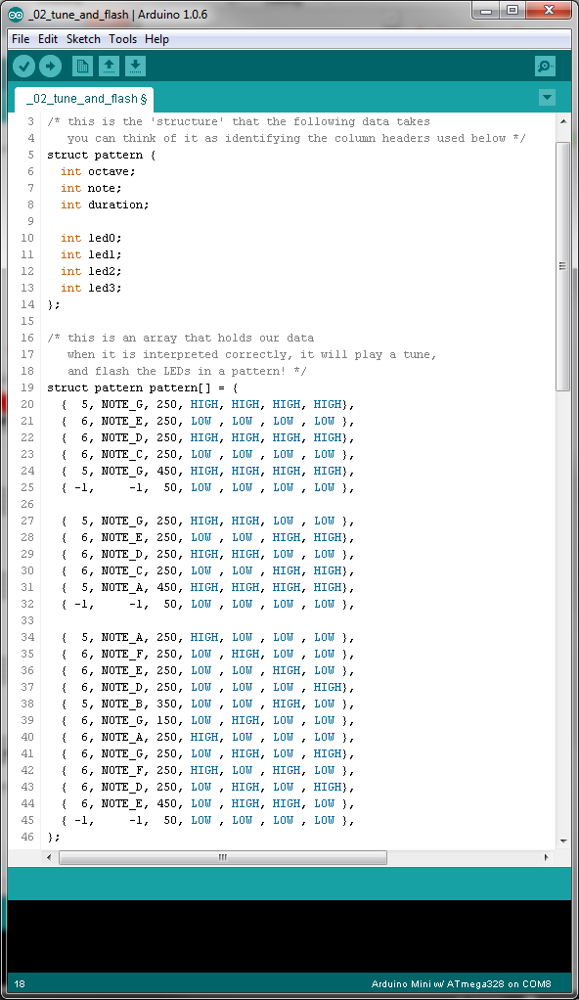 _02_tune_and_flash | Arduino 1.0.6
File Edit Sketch Tools Help
_02_tune_and_flash §
3 /* this is the 'structure' that the following data takes
4 you can think of it as identifying the column headers used below */
5 struct pattern {
6 int octave;
7 int note;
8 int duration;
9
10 int led0;
11 int led1;
12 int led2;
13 int led3;
14 };
15
16 /* this is an array that holds our data
17 when it is interpreted correctly, it will play a tune,
18 and flash the LEDs in a pattern! */
19 struct pattern pattern[] = {
20 { 5, NOTE_G, 250, HIGH, HIGH, HIGH, HIGH},
21 { 6, NOTE_E, 250, LOW , LOW , LOW , LOW },
22 { 6, NOTE_D, 250, HIGH, HIGH, HIGH, HIGH},
23 { 6, NOTE_C, 250, LOW , LOW , LOW , LOW },
24 { 5, NOTE_G, 450, HIGH, HIGH, HIGH, HIGH},
25 { -1, -1, 50, LOW , LOW , LOW , LOW },
26
27 { 5, NOTE_G, 250, HIGH, HIGH, LOW , LOW },
28 { 6, NOTE_E, 250, LOW , LOW , HIGH, HIGH},
29 { 6, NOTE_D, 250, HIGH, HIGH, LOW , LOW },
30 { 6, NOTE_C, 250, LOW , LOW , HIGH, HIGH},
31 { 5, NOTE_A, 450, HIGH, HIGH, HIGH, HIGH},
32 { -1, -1, 50, LOW , LOW , LOW , LOW },
33
34 { 5, NOTE_A, 250, HIGH, LOW , LOW , LOW },
35 { 6, NOTE_F, 250, LOW , HIGH, LOW , LOW },
36 { 6, NOTE_E, 250, LOW , LOW , HIGH, LOW },
37 { 6, NOTE_D, 250, LOW , LOW , LOW , HIGH},
38 { 5, NOTE_B, 350, LOW , LOW , HIGH, LOW },
39 { 6, NOTE_G, 150, LOW , HIGH, LOW , LOW },
40 { 6, NOTE_A, 250, HIGH, LOW , LOW , LOW },
41 { 6, NOTE_G, 250, LOW , HIGH, LOW , HIGH},
42 { 6, NOTE_F, 250, HIGH, LOW , HIGH, LOW },
43 { 6, NOTE_D, 250, LOW , HIGH, LOW , HIGH},
44 { 6, NOTE_E, 450, LOW , HIGH, HIGH, LOW },
45 { -1, -1, 50, LOW , LOW , LOW , LOW },
46 };
18 Arduino Mini w/ ATmega328 on COM8